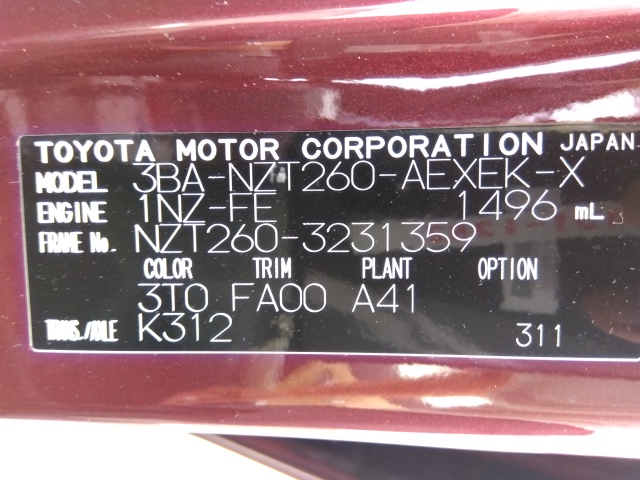 TOYOTA MOTOR CORPORATION JAPAN
MODEL 3BA-NZT260-AEXEK-X
ENGINE 1NZ-FE 1496 mL
FRAME No. NZT260-3231359
COLOR TRIM PLANT OPTION
3T0 FA00 A41
TRANS./AXLE K312 311